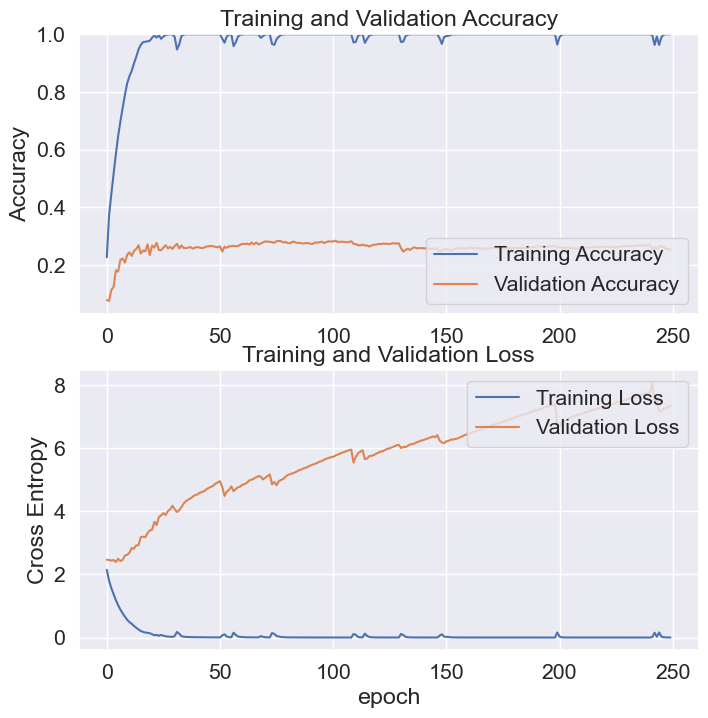 Training and Validation Accuracy
1.0
0.8
0.6
0.4
0.2
Accuracy
Training Accuracy
Validation Accuracy
0 50 100 150 200 250
Training and Validation Loss
8
6
4
2
0
Cross Entropy
Training Loss
Validation Loss
0 50 100 150 200 250
epoch